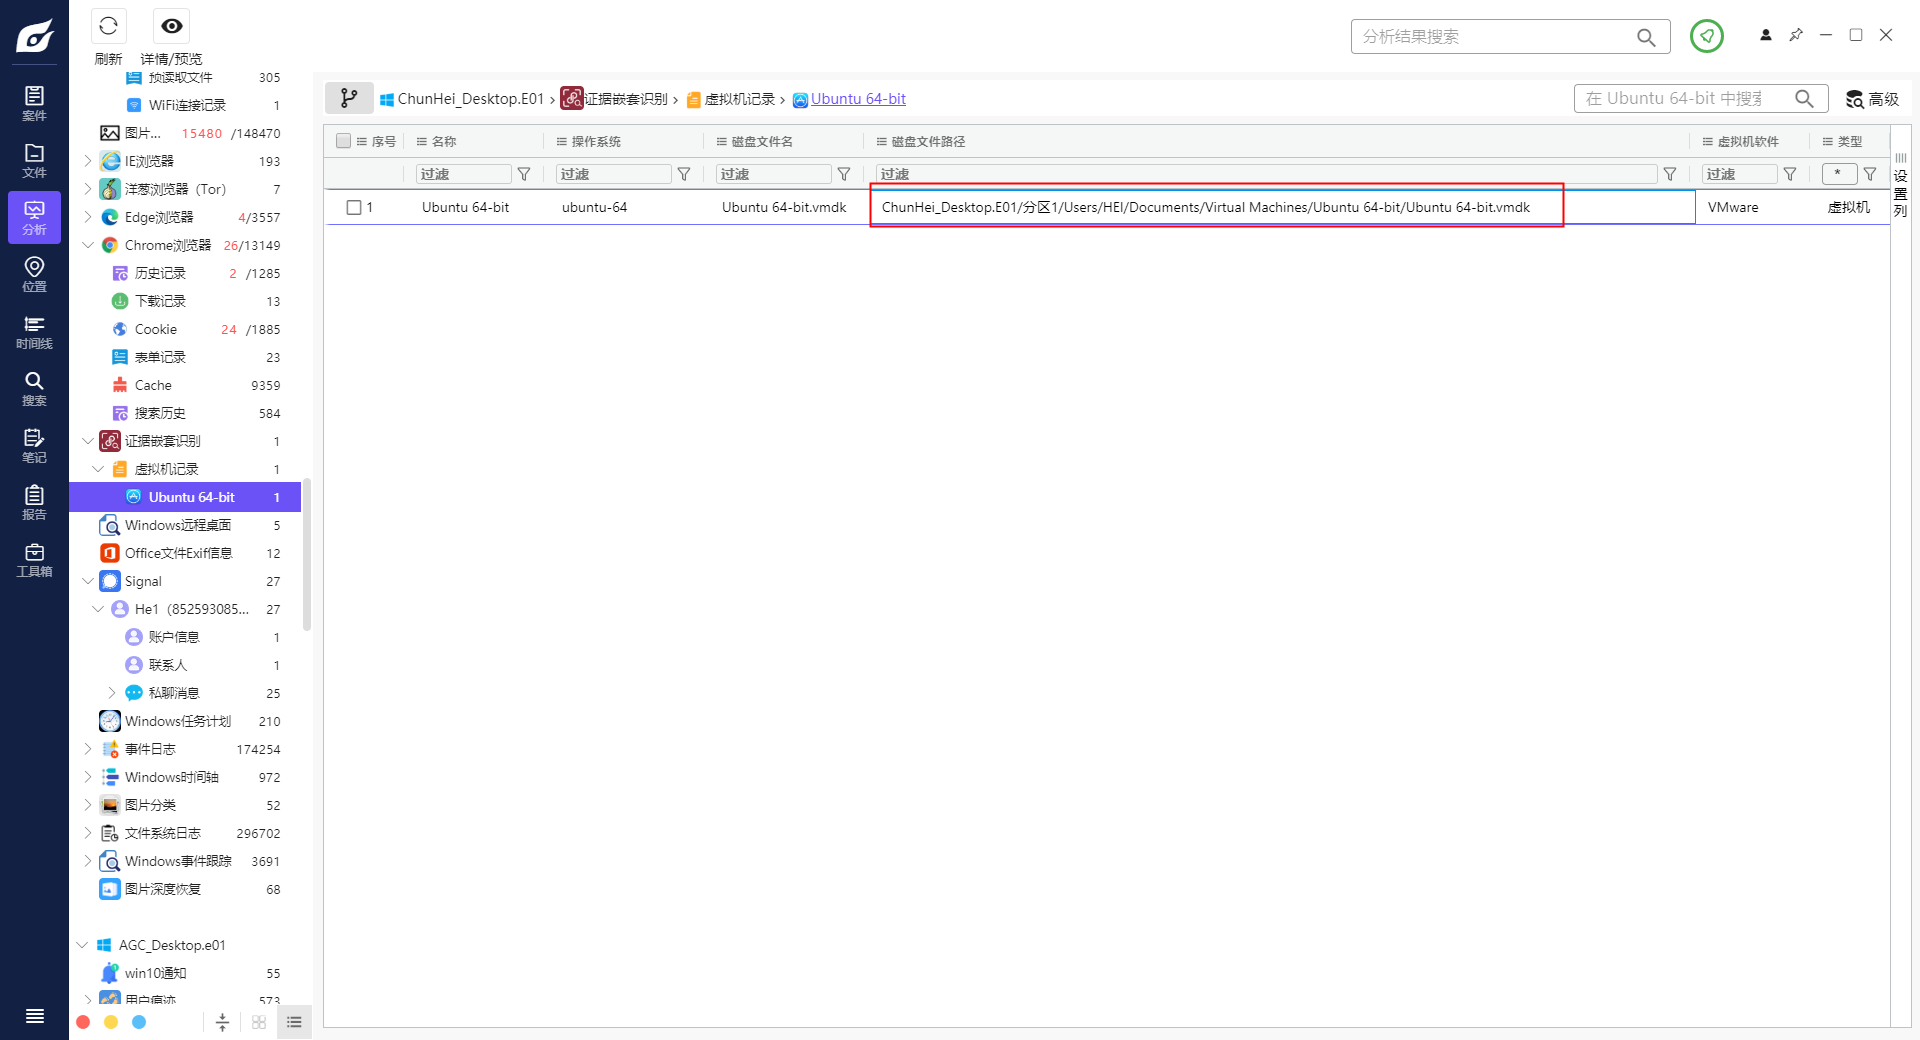 刷新
详情/预览
分析结果搜索
案件
文件
分析
位置
时间线
搜索
笔记
报告
工具箱
预读取文件 305
WiFi连接记录 1
图片... 15480 /148470
IE浏览器 193
洋葱浏览器（Tor） 7
Edge浏览器 4/3557
Chrome浏览器 26/13149
历史记录 2 /1285
下载记录 13
Cookie 24 /1885
表单记录 23
Cache 9359
搜索历史 584
证据嵌套识别 1
虚拟机记录 1
Ubuntu 64-bit 1
Windows远程桌面 5
Office文件Exif信息 12
Signal 27
He1（852593085... 27
账户信息 1
联系人 1
私聊消息 25
Windows任务计划 210
事件日志 174254
Windows时间轴 972
图片分类 52
文件系统日志 296702
Windows事件跟踪 3691
图片深度恢复 68
AGC_Desktop.e01
win10通知 55
用户痕迹 573
ChunHei_Desktop.E01 › 证据嵌套识别 › 虚拟机记录 › Ubuntu 64-bit
在 Ubuntu 64-bit 中搜索
高级
序号 名称 操作系统 磁盘文件名 磁盘文件路径 虚拟机软件 类型
过滤 过滤 过滤 过滤 过滤 *
1 Ubuntu 64-bit ubuntu-64 Ubuntu 64-bit.vmdk ChunHei_Desktop.E01/分区1/Users/HEI/Documents/Virtual Machines/Ubuntu 64-bit/Ubuntu 64-bit.vmdk VMware 虚拟机
设置列